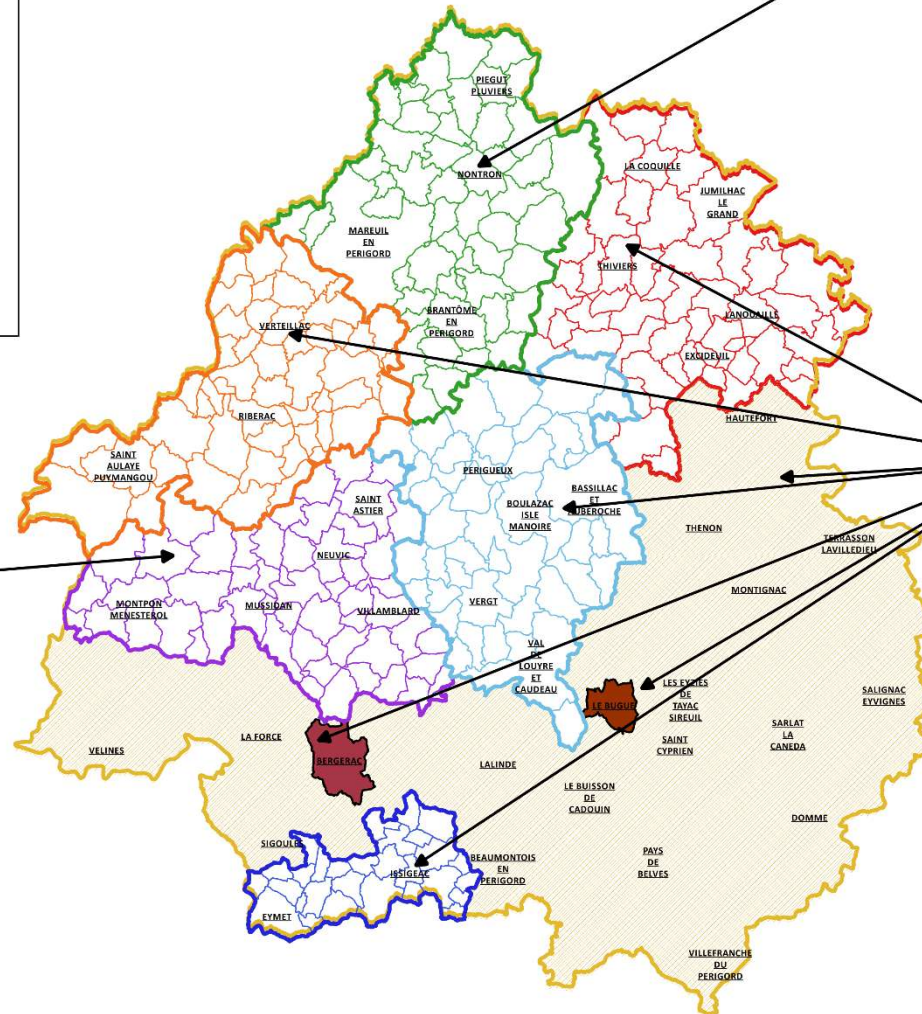 PIEGUT
PLUVIERS
NONTRON
LA COQUILLE
JUMILHAC
LE
GRAND
MAREUIL
EN
PERIGORD
THIVIERS
LANOUAILLE
BRANTÔME
EN
PERIGORD
VERTEILLAC
EXCIDEUIL
RIBERAC
HAUTEFORT
SAINT
AULAYE
PUYMANGOU
PERIGUEUX
SAINT
ASTIER
BOULAZAC
ISLE
MANOIRE
BASSILLAC
ET
AUBEROCHE
THENON
TERRASSON
LAVILLEDIEU
NEUVIC
MONTIGNAC
MONTPON
MENESTEROL
MUSSIDAN
VILLAMBLARD
VERGT
VAL
DE
LOUYRE
ET
CAUDEAU
LES EYZIES
DE
TAYAC
SIREUIL
SALIGNAC
EYVIGNES
LE BUGUE
SARLAT
LA
CANEDA
VELINES
LA FORCE
SAINT
CYPRIEN
BERGERAC
LALINDE
LE BUISSON
DE
CADOUIN
DOMME
SIGOULES
ISSIGEAC
BEAUMONTOIS
EN
PERIGORD
PAYS
DE
BELVES
EYMET
VILLEFRANCHE
DU
PERIGORD